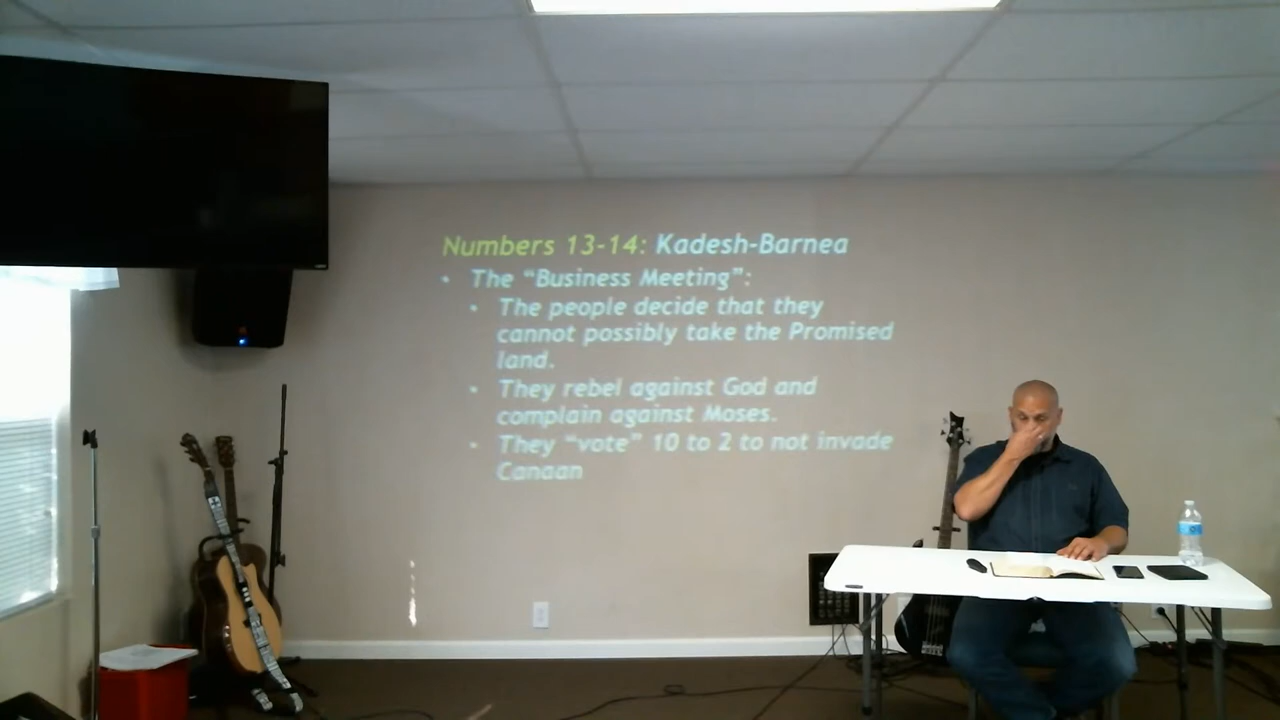 Numbers 13-14: Kadesh-Barnea
• The “Business Meeting”:
• The people decide that they
cannot possibly take the Promised
land.
• They rebel against God and
complain against Moses.
• They “vote” 10 to 2 to not invade
Canaan